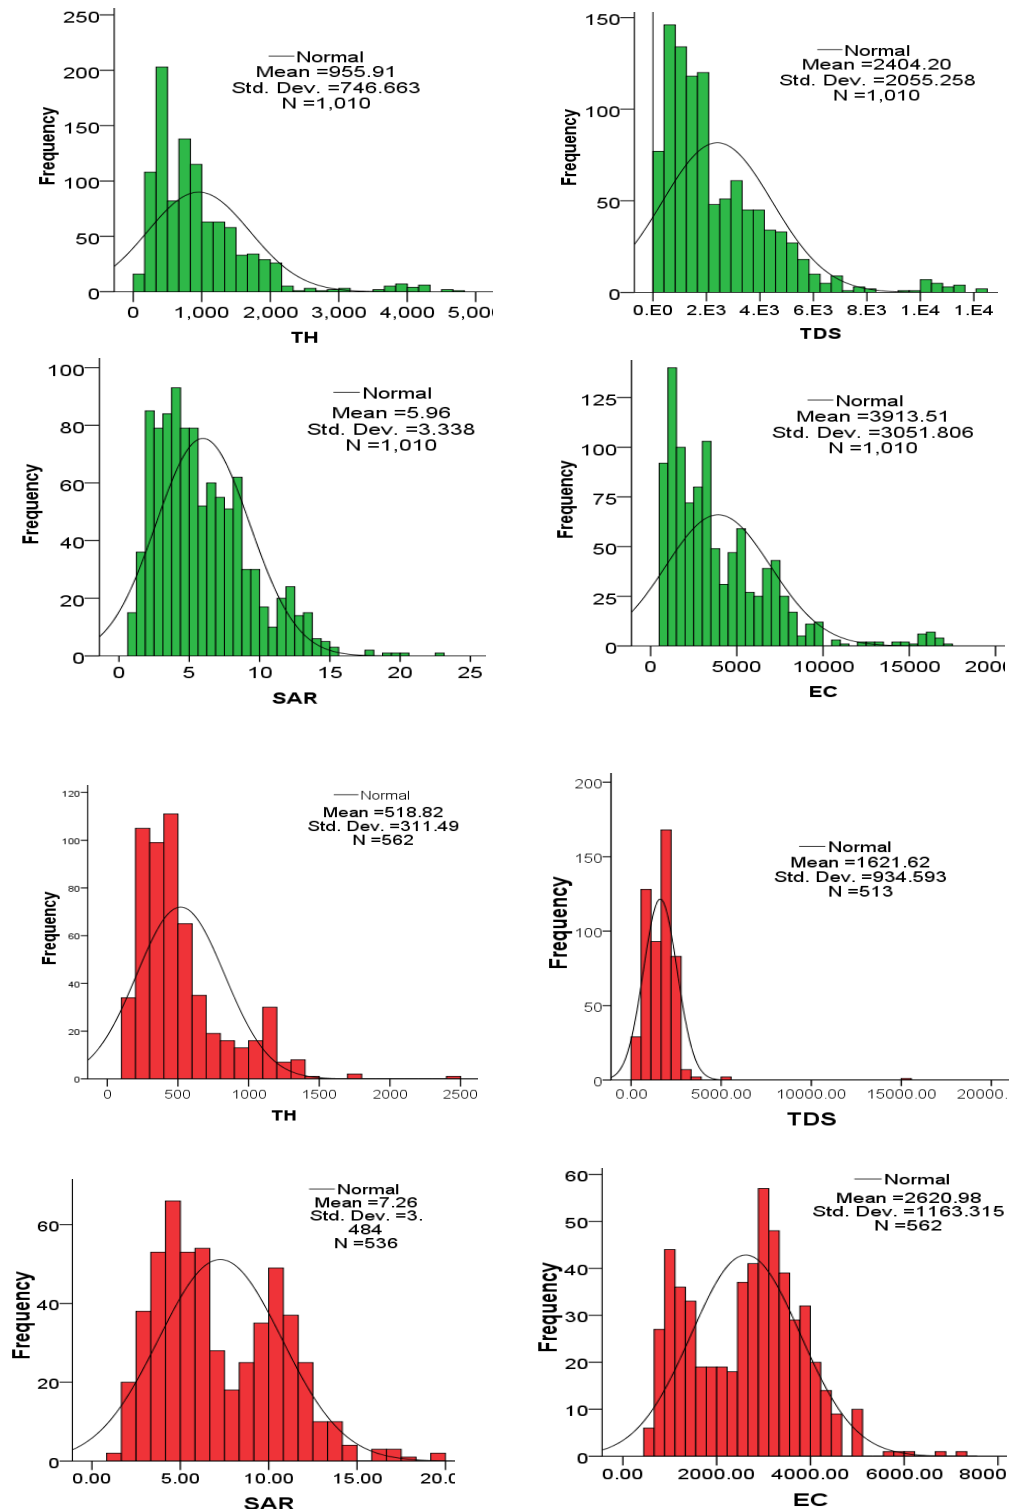 250
200
150
100
50
0
Frequency
Normal
Mean =955.91
Std. Dev. =746.663
N =1,010
0 1,000 2,000 3,000 4,000 5,00
TH
150
100
50
0
Frequency
Normal
Mean =2404.20
Std. Dev. =2055.258
N =1,010
0.E0 2.E3 4.E3 6.E3 8.E3 1.E4 1.E4
TDS
100
80
60
40
20
0
Frequency
Normal
Mean =5.96
Std. Dev. =3.338
N =1,010
0 5 10 15 20 25
SAR
125
100
75
50
25
0
Frequency
Normal
Mean =3913.51
Std. Dev. =3051.806
N =1,010
0 5000 10000 15000 200
EC
120
100
80
60
40
20
0
Frequency
Normal
Mean =518.82
Std. Dev. =311.49
N =562
0 500 1000 1500 2000 2500
TH
200
150
100
50
0
Frequency
Normal
Mean =1621.62
Std. Dev. =934.593
N =513
0.00 5000.00 10000.00 15000.00 20000.
TDS
60
40
20
0
Frequency
Normal
Mean =7.26
Std. Dev. =3.
484
N =536
0.00 5.00 10.00 15.00 20.0
SAR
60
50
40
30
20
10
0
Frequency
Normal
Mean =2620.98
Std. Dev. =1163.315
N =562
0.00 2000.00 4000.00 6000.00 8000
EC